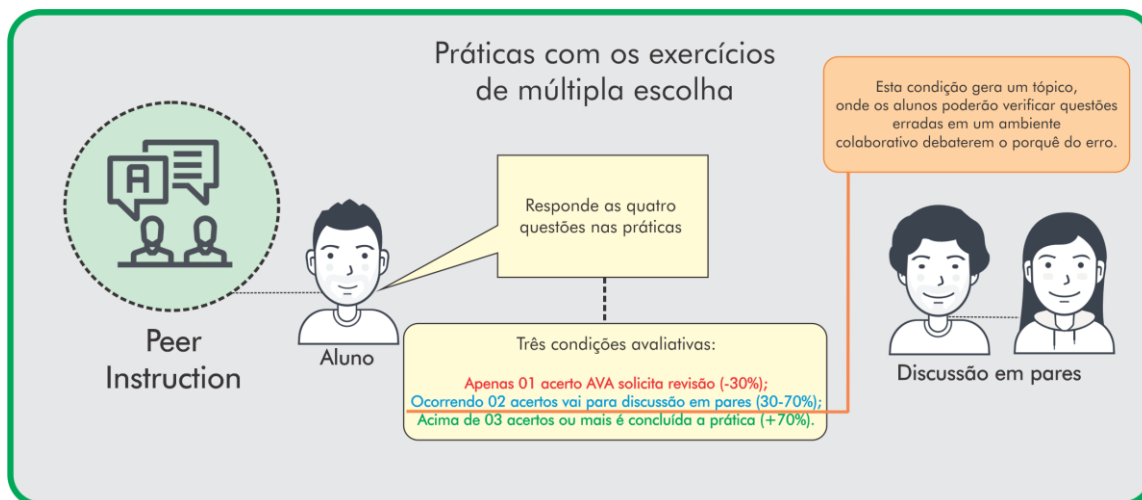 Práticas com os exercícios
de múltipla escolha
Esta condição gera um tópico,
onde os alunos poderão verificar questões
erradas em um ambiente
colaborativo debaterem o porquê do erro.
A
Responde as quatro
questões nas práticas
Peer
Instruction
Aluno
Três condições avaliativas:
Apenas 01 acerto AVA solicita revisão (-30%);
Ocorrendo 02 acertos vai para discussão em pares (30-70%);
Acima de 03 acertos ou mais é concluída a prática (+70%).
Discussão em pares